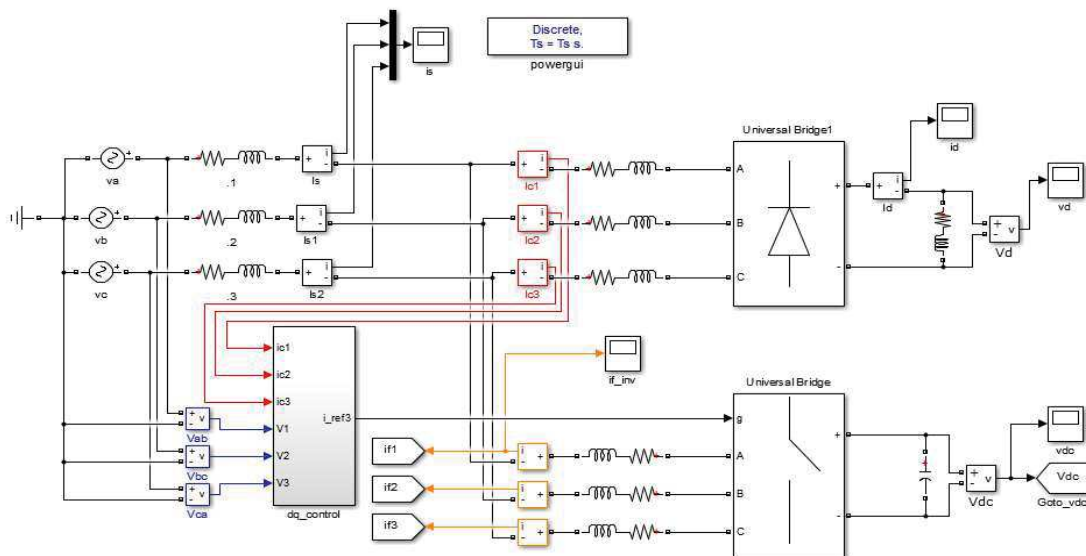 Discrete,
Ts = Ts s.
powergui
is
va
vb
vc
.1
.2
.3
+
i
-
Is
Is1
Is2
Ic1
Ic2
Ic3
Universal Bridge1
A
B
C
+
-
id
Id
vd
v
Vd
ic1
ic2
ic3
V1
V2
V3
i_ref3
dq_control
Vab
Vbc
Vca
if_inv
if1
if2
if3
Universal Bridge
g
A
B
C
+
-
vdc
v
Vdc
Vdc
Goto_vdc